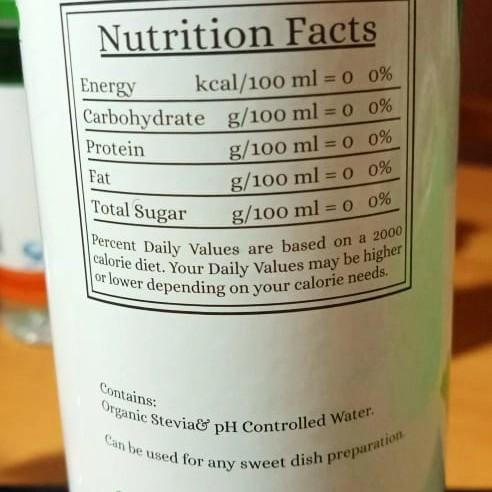 Nutrition Facts
Energy kcal/100 ml = 0 0%
Carbohydrate g/100 ml = 0 0%
Protein g/100 ml = 0 0%
Fat g/100 ml = 0 0%
Total Sugar g/100 ml = 0 0%
Percent Daily Values are based on a 2000
calorie diet. Your Daily Values may be higher
or lower depending on your calorie needs.
Contains:
Organic Stevia& pH Controlled Water.
Can be used for any sweet dish preparation.